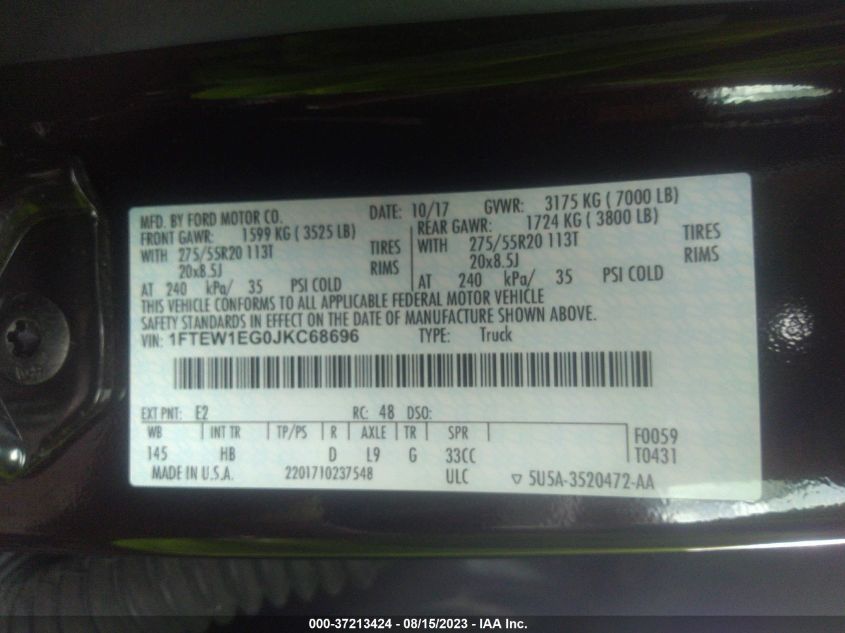 MFD. BY FORD MOTOR CO. DATE: 10/17 GVWR: 3175 KG ( 7000 LB)
FRONT GAWR: 1599 KG ( 3525 LB) REAR GAWR: 1724 KG ( 3800 LB)
WITH 275/55R20 113T TIRES WITH 275/55R20 113T TIRES
20x8.5J RIMS 20x8.5J RIMS
AT 240 kPa/ 35 PSI COLD AT 240 kPa/ 35 PSI COLD
THIS VEHICLE CONFORMS TO ALL APPLICABLE FEDERAL MOTOR VEHICLE
SAFETY STANDARDS IN EFFECT ON THE DATE OF MANUFACTURE SHOWN ABOVE.
VIN: 1FTEW1EG0JKC68696 TYPE: Truck
EXT PNT: E2 RC: 48 DSO:
WB INT TR TP/PS R AXLE TR SPR F0059
145 HB D L9 G 33CC T0431
MADE IN U.S.A. 2201710237548 ULC ▽ 5U5A-3520472-AA
000-37213424 - 08/15/2023 - IAA Inc.